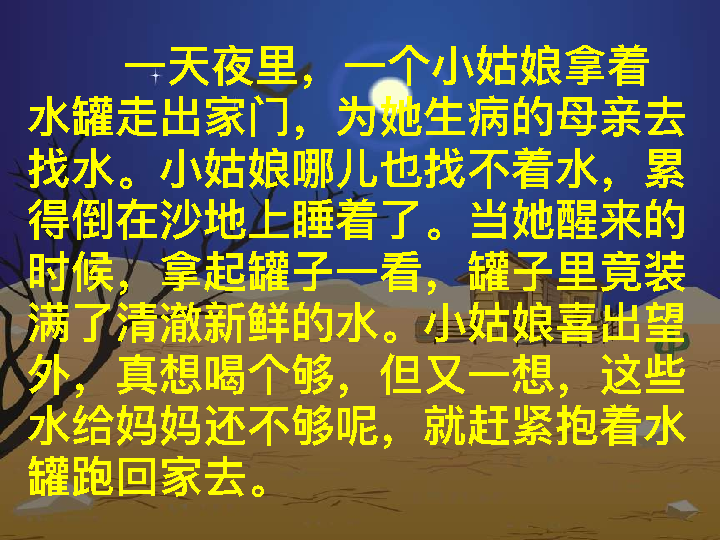 一天夜里，一个小姑娘拿着
水罐走出家门，为她生病的母亲去
找水。小姑娘哪儿也找不着水，累
得倒在沙地上睡着了。当她醒来的
时候，拿起罐子一看，罐子里竟装
满了清澈新鲜的水。小姑娘喜出望
外，真想喝个够，但又一想，这些
水给妈妈还不够呢，就赶紧抱着水
罐跑回家去。